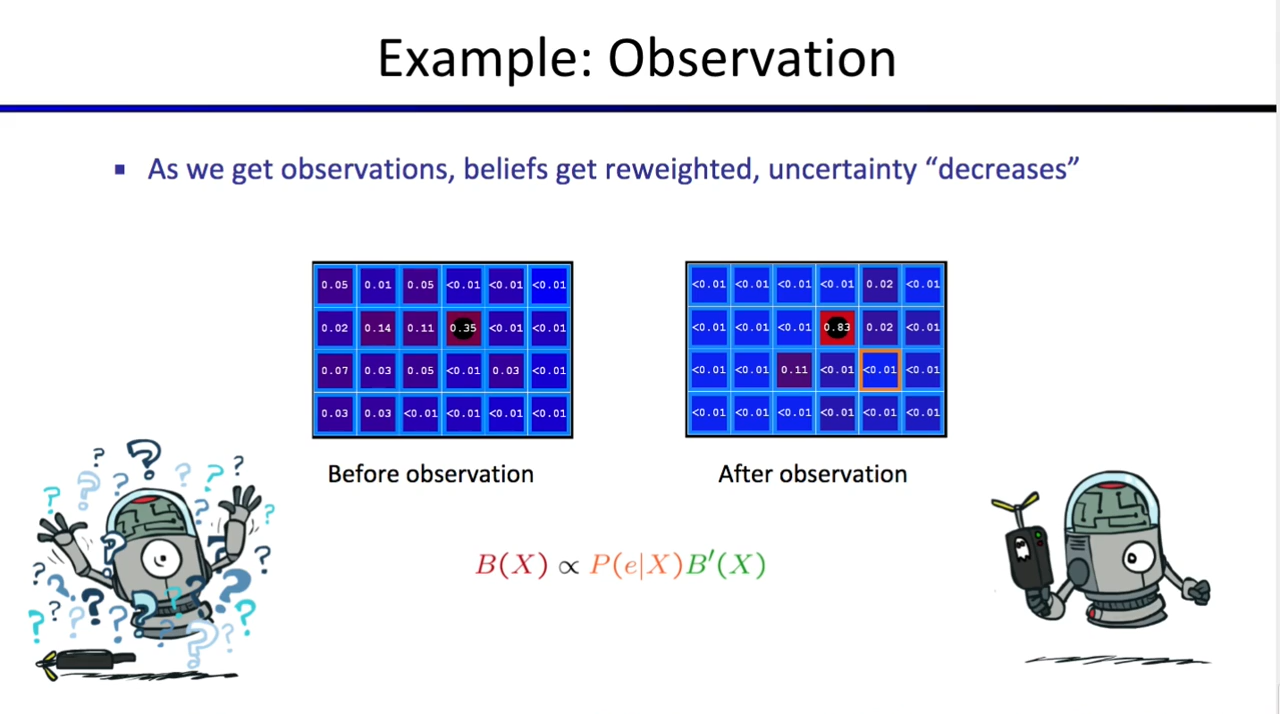 Example: Observation
▪ As we get observations, beliefs get reweighted, uncertainty “decreases”
0.05 0.01 0.05 <0.01 <0.01 <0.01
0.02 0.14 0.11 0.35 <0.01 <0.01
0.07 0.03 0.05 <0.01 0.03 <0.01
0.03 0.03 <0.01 <0.01 <0.01 <0.01
Before observation
<0.01 <0.01 <0.01 <0.01 0.02 <0.01
<0.01 <0.01 <0.01 0.83 0.02 <0.01
<0.01 <0.01 0.11 <0.01 <0.01 <0.01
<0.01 <0.01 <0.01 <0.01 <0.01 <0.01
After observation
B(X) ∝ P(e|X)B′(X)